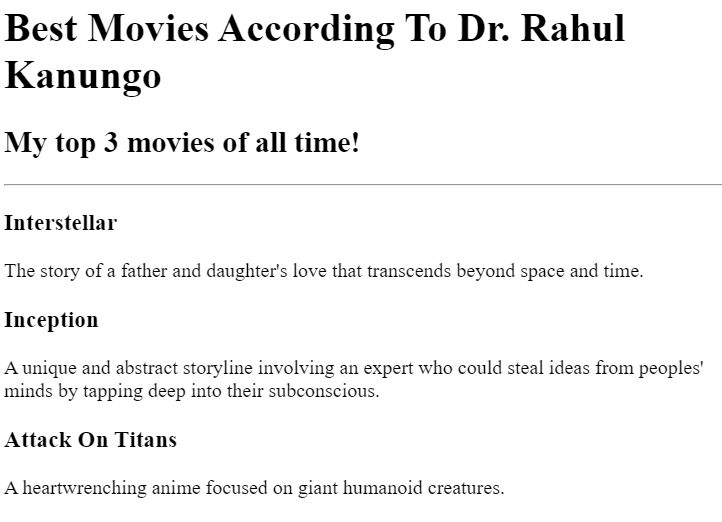 Best Movies According To Dr. Rahul
Kanungo
My top 3 movies of all time!
Interstellar
The story of a father and daughter's love that transcends beyond space and time.
Inception
A unique and abstract storyline involving an expert who could steal ideas from peoples'
minds by tapping deep into their subconscious.
Attack On Titans
A heartwrenching anime focused on giant humanoid creatures.